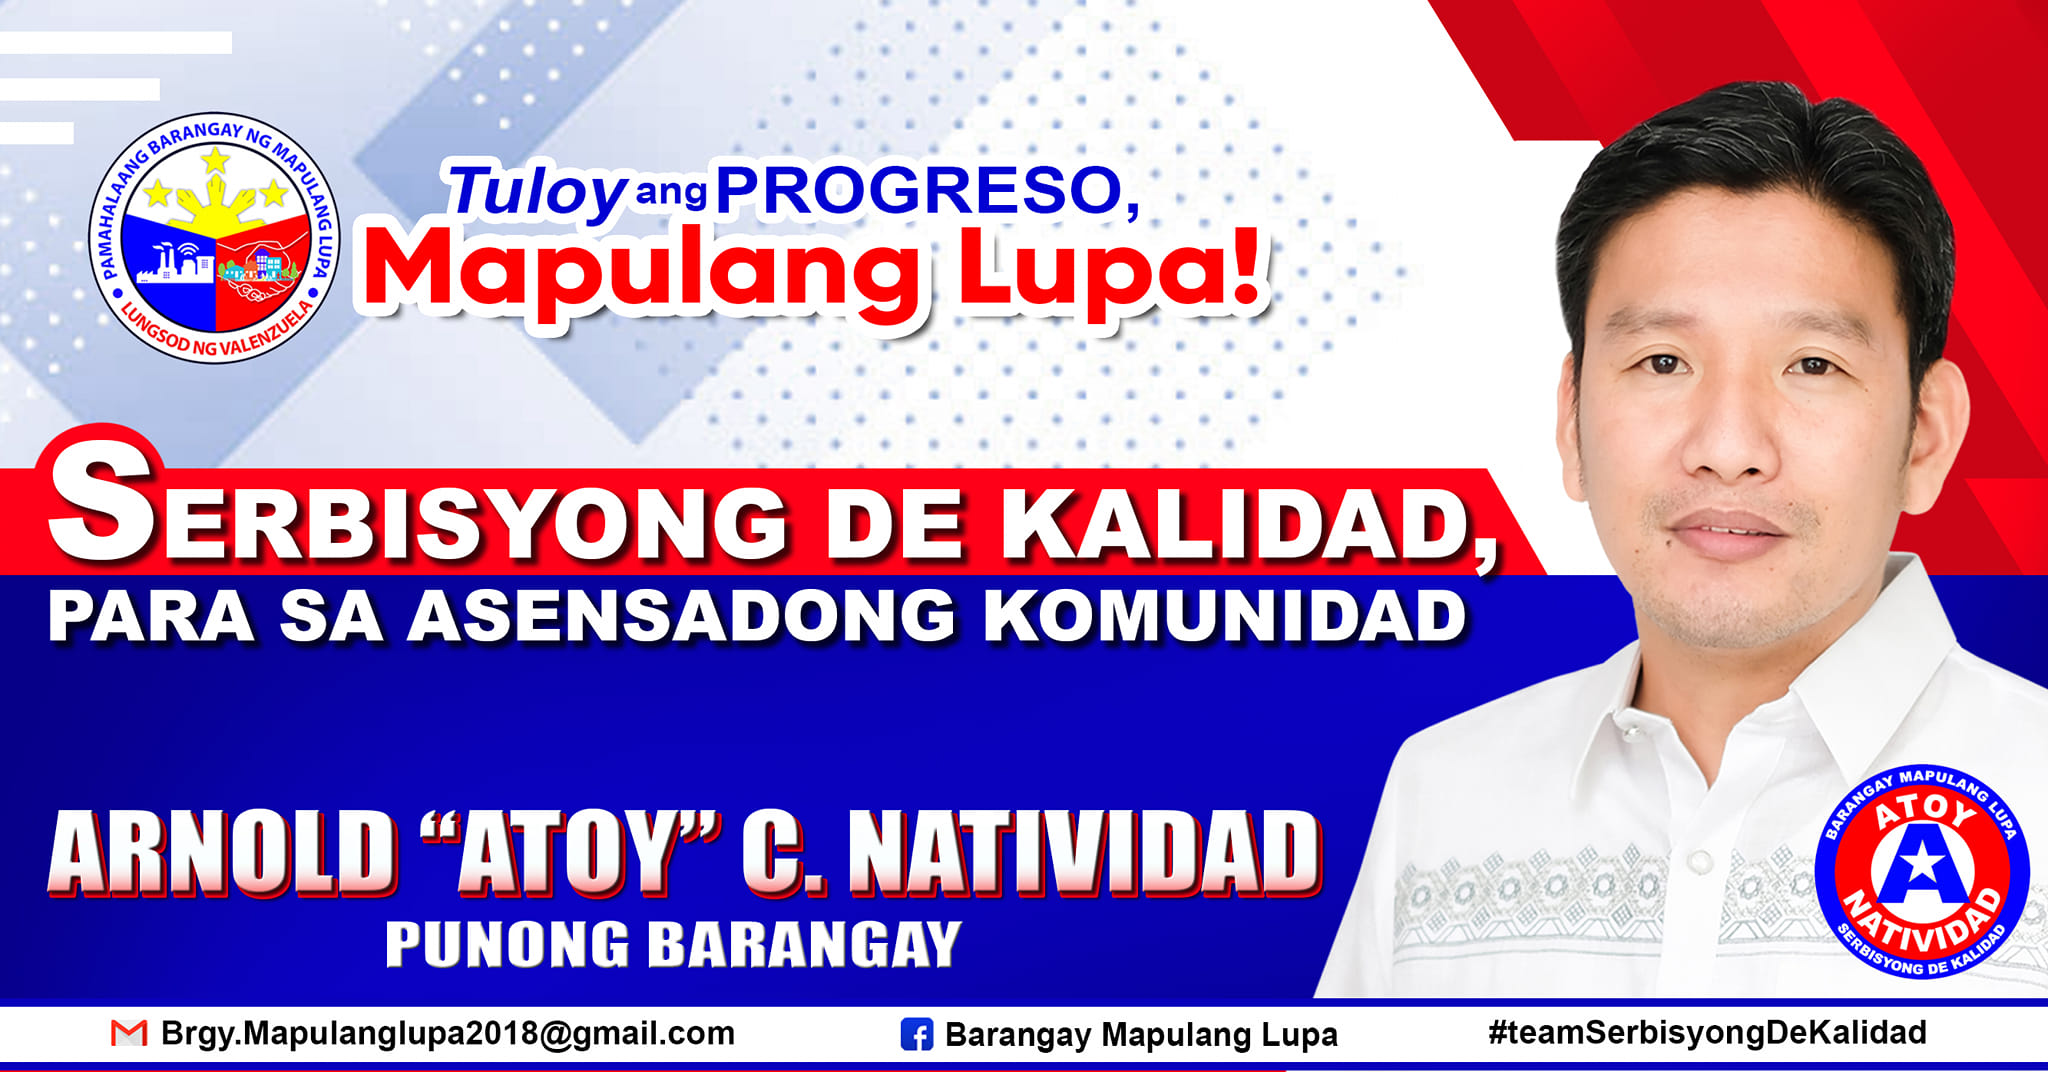 PAMAHALAANG BARANGAY NG MAPULANG LUPA
• LUNGSOD NG VALENZUELA •
Tuloy ang PROGRESO,
Mapulang Lupa!
SERBISYONG DE KALIDAD,
PARA SA ASENSADONG KOMUNIDAD
ARNOLD “ATOY” C. NATIVIDAD
PUNONG BARANGAY
BARANGAY MAPULANG LUPA
ATOY
A
NATIVIDAD
SERBISYONG DE KALIDAD
Brgy.Mapulanglupa2018@gmail.com
Barangay Mapulang Lupa
#teamSerbisyongDeKalidad